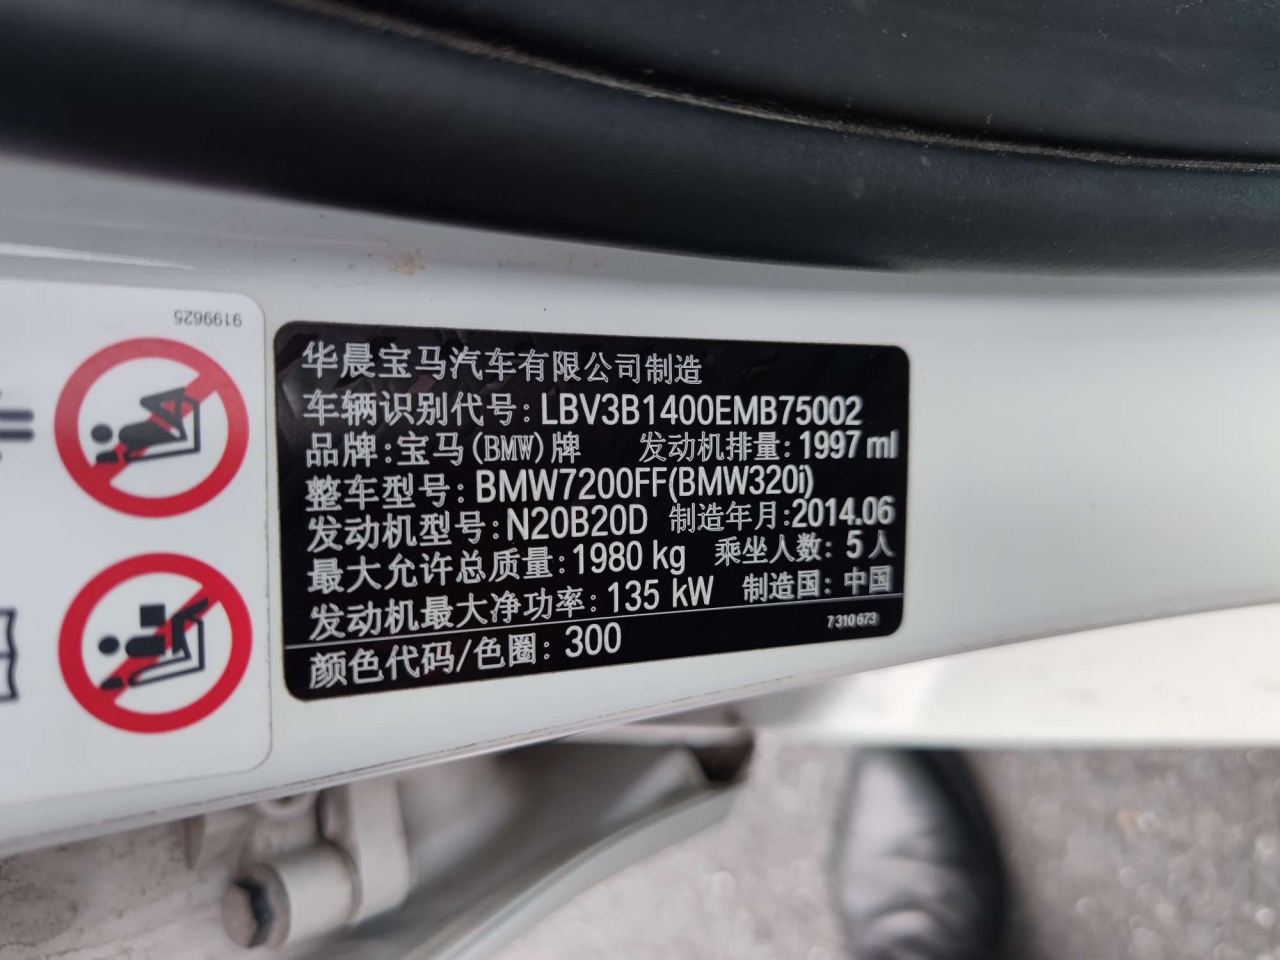 9199625
华晨宝马汽车有限公司制造
车辆识别代号: LBV3B1400EMB75002
品牌:宝马(BMW)牌 发动机排量: 1997 ml
整车型号: BMW7200FF(BMW320i)
发动机型号: N20B20D 制造年月:2014.06
最大允许总质量: 1980 kg 乘坐人数: 5人
发动机最大净功率: 135 kW 制造国: 中国
7310673
颜色代码/色圈: 300